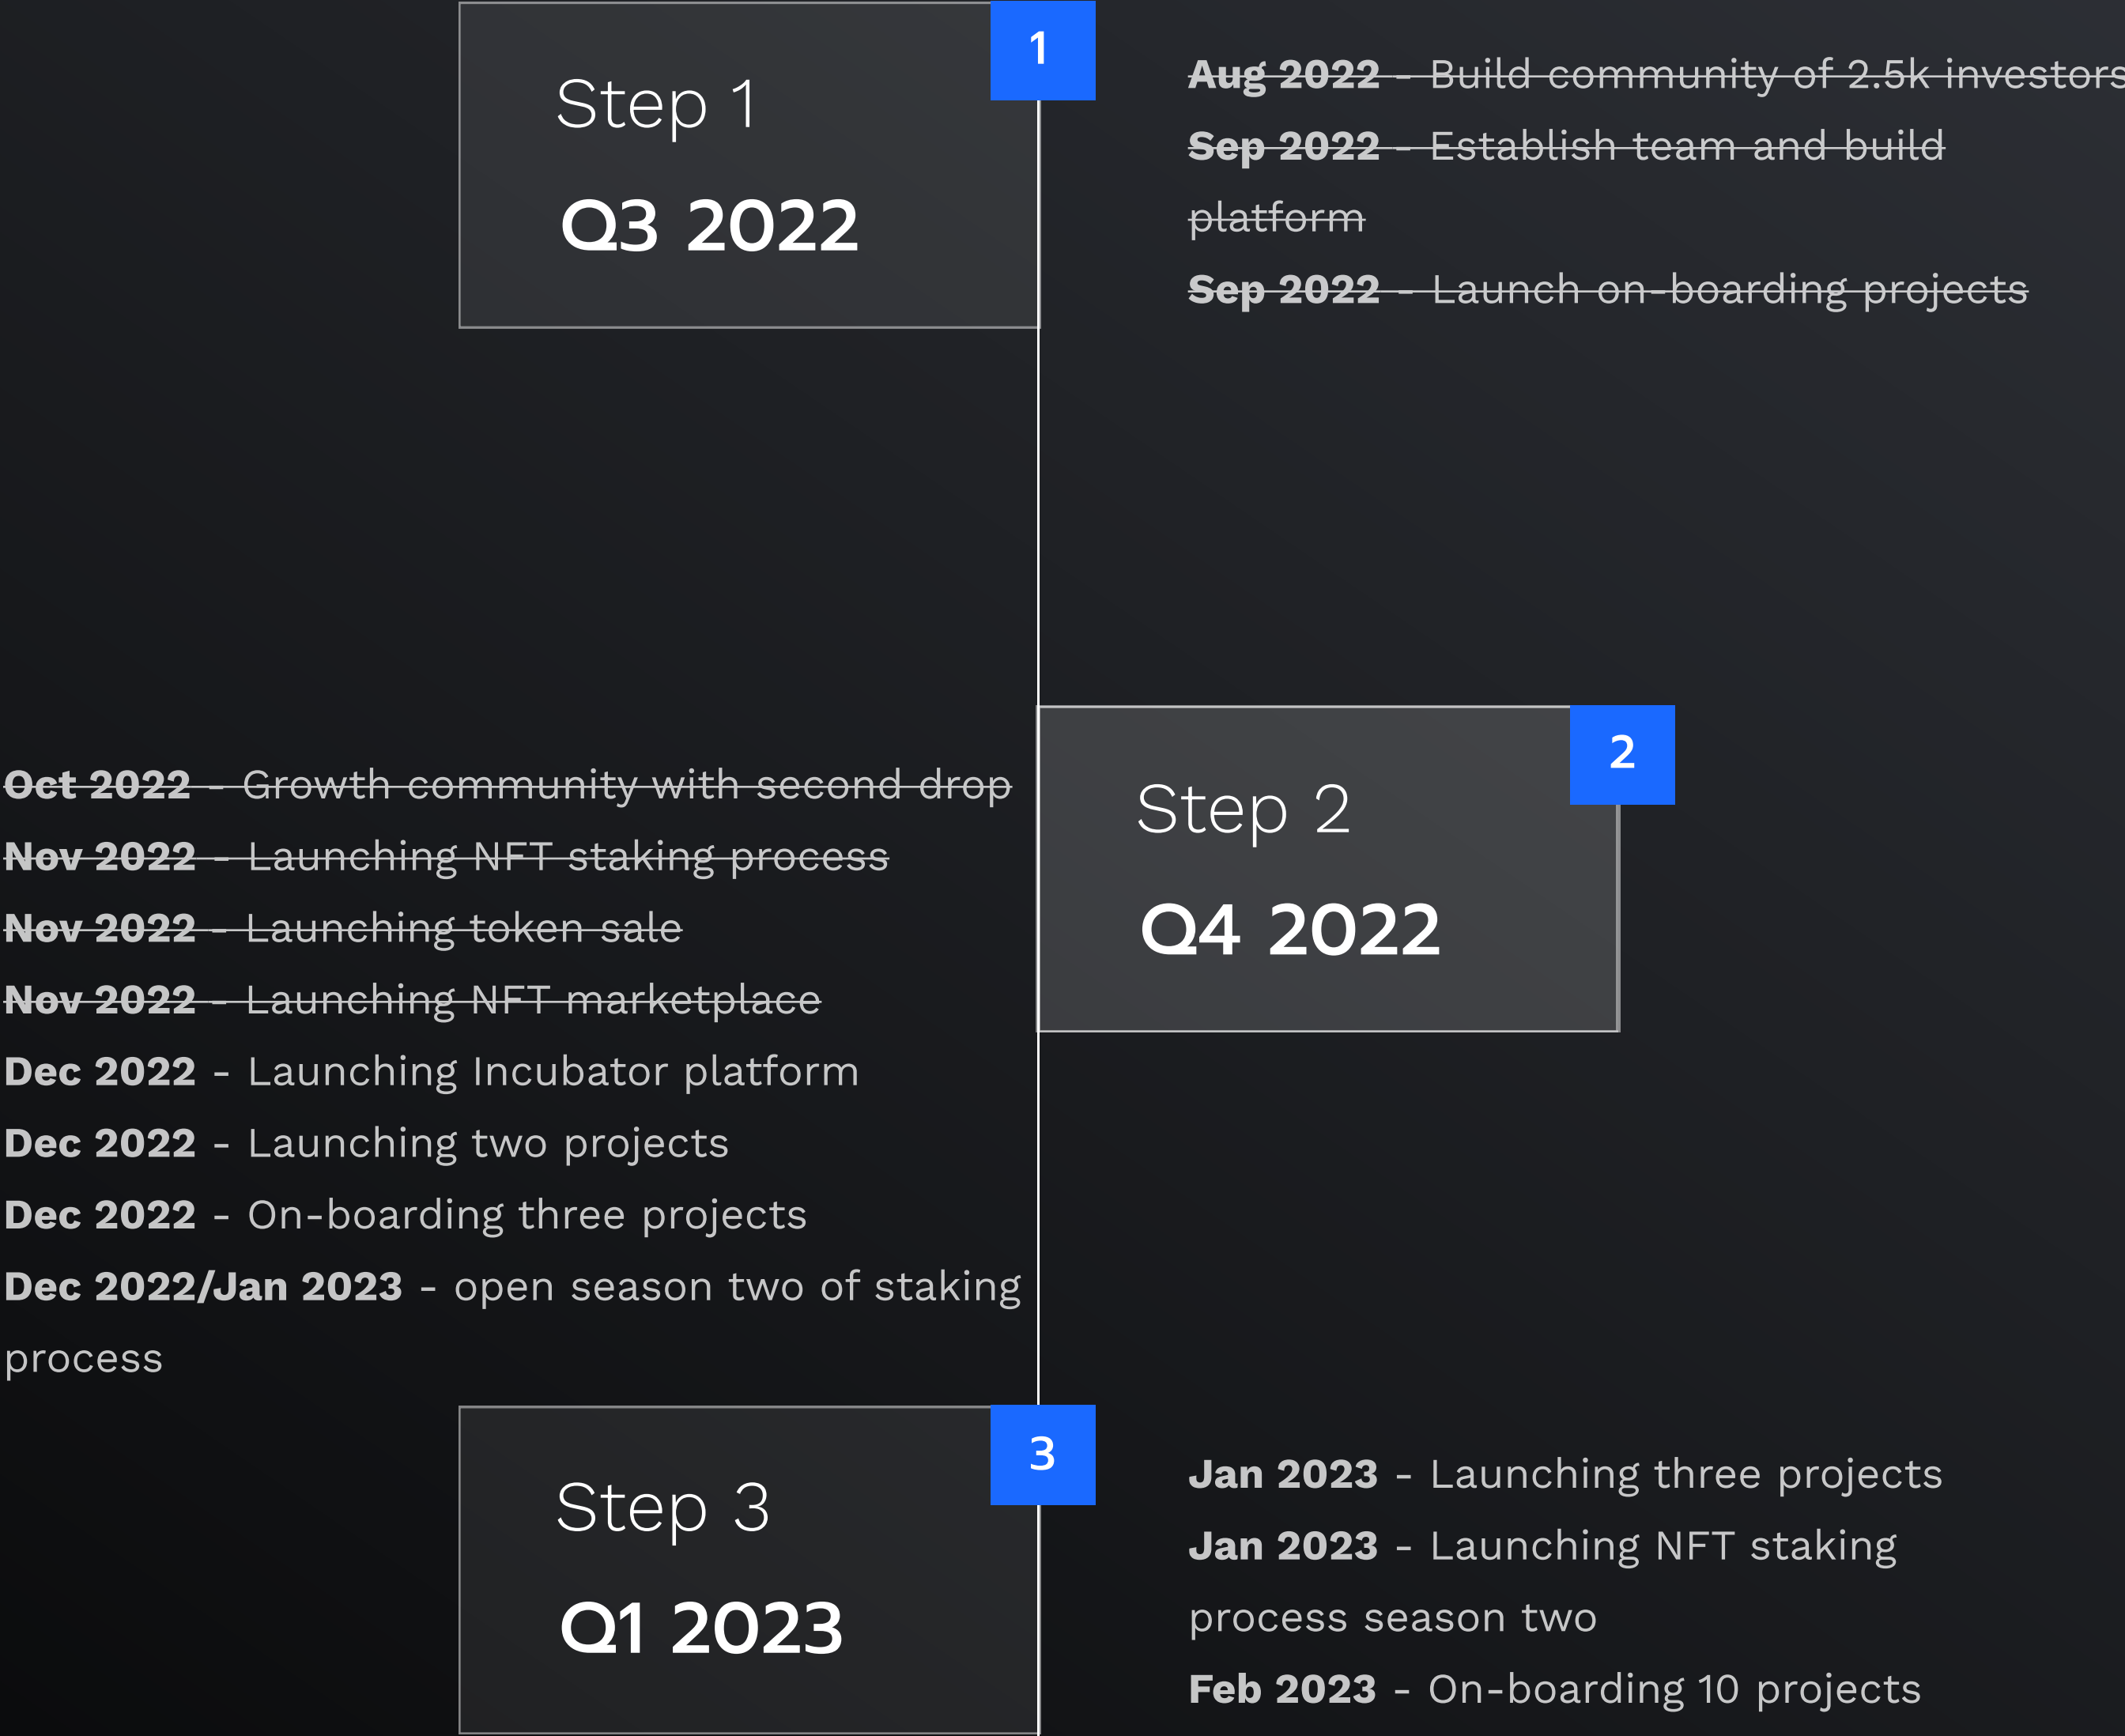 1
Step 1
Q3 2022
Aug 2022 - Build community of 2.5k investors
Sep 2022 - Establish team and build
platform
Sep 2022 - Launch on-boarding projects
2
Step 2
Q4 2022
Oct 2022 - Growth community with second drop
Nov 2022 - Launching NFT staking process
Nov 2022 - Launching token sale
Nov 2022 - Launching NFT marketplace
Dec 2022 - Launching Incubator platform
Dec 2022 - Launching two projects
Dec 2022 - On-boarding three projects
Dec 2022/Jan 2023 - open season two of staking
process
3
Step 3
Q1 2023
Jan 2023 - Launching three projects
Jan 2023 - Launching NFT staking
process season two
Feb 2023 - On-boarding 10 projects